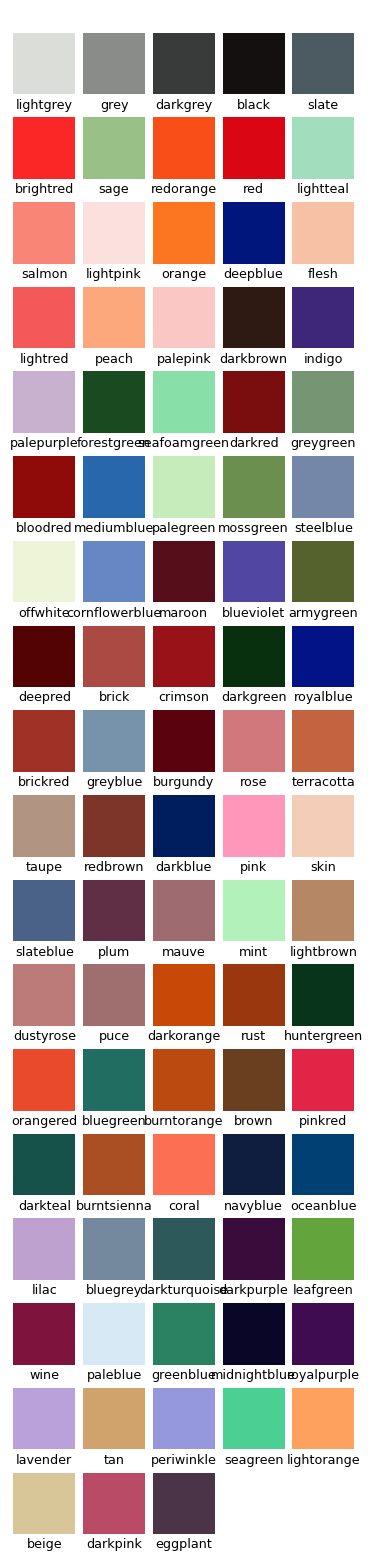 lightgrey grey darkgrey black slate
brightred sage redorange red lightteal
salmon lightpink orange deepblue flesh
lightred peach palepink darkbrown indigo
palepurple forestgreen seafoamgreen darkred greygreen
bloodred mediumblue palegreen mossgreen steelblue
offwhite cornflowerblue maroon blueviolet armygreen
deepred brick crimson darkgreen royalblue
brickred greyblue burgundy rose terracotta
taupe redbrown darkblue pink skin
slateblue plum mauve mint lightbrown
dustyrose puce darkorange rust huntergreen
orangered bluegreen burntorange brown pinkred
darkteal burntsienna coral navyblue oceanblue
lilac bluegrey darkturquoise darkpurple leafgreen
wine paleblue greenblue midnightblue royalpurple
lavender tan periwinkle seagreen lightorange
beige darkpink eggplant